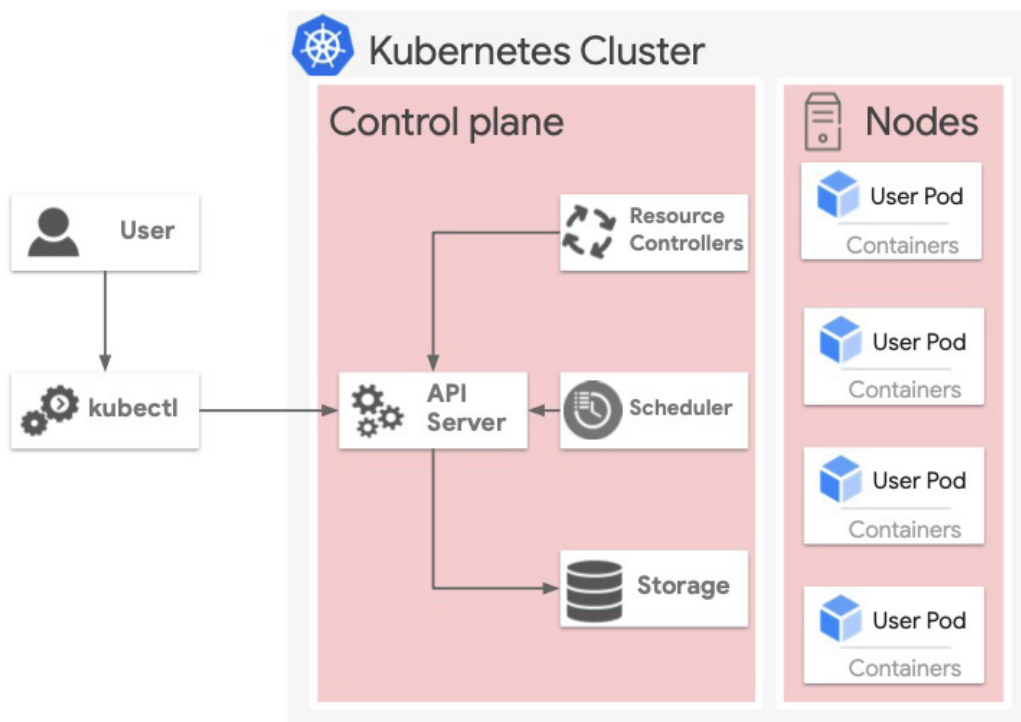 Kubernetes Cluster
Control plane
Nodes
User
kubectl
Resource
Controllers
API
Server
Scheduler
Storage
User Pod
Containers
User Pod
Containers
User Pod
Containers
User Pod
Containers